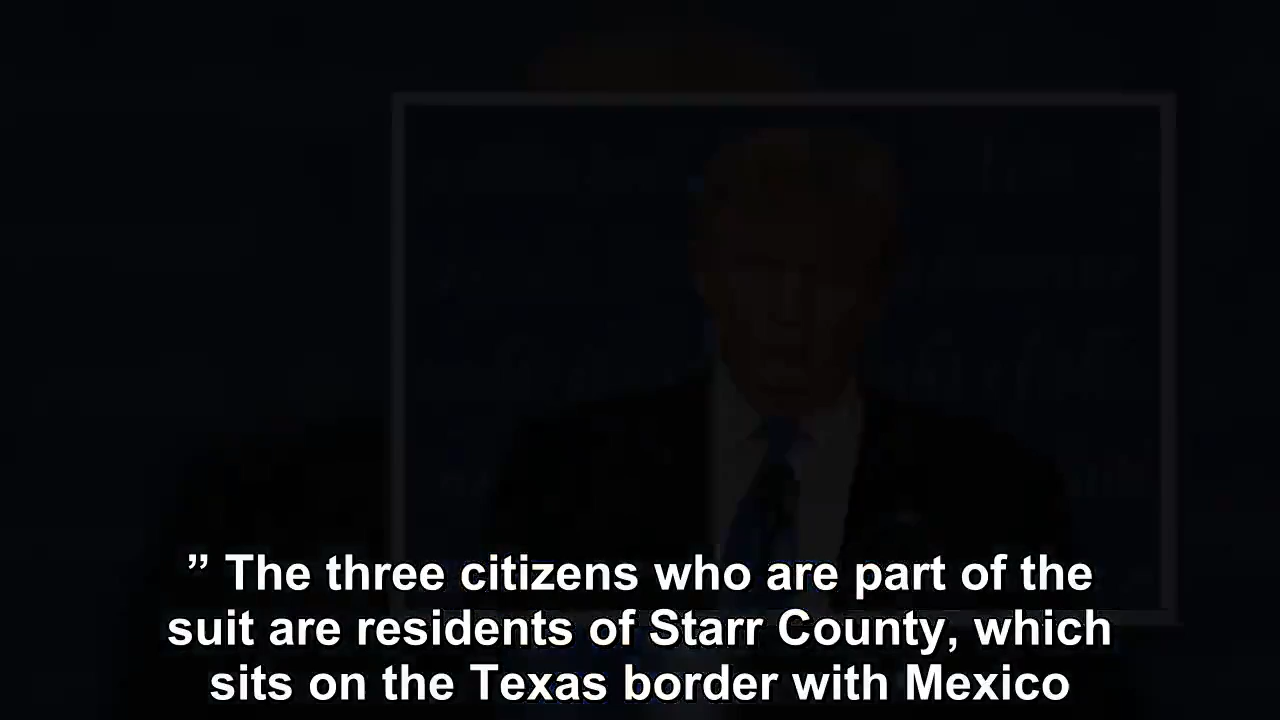 ” The three citizens who are part of the
suit are residents of Starr County, which
sits on the Texas border with Mexico